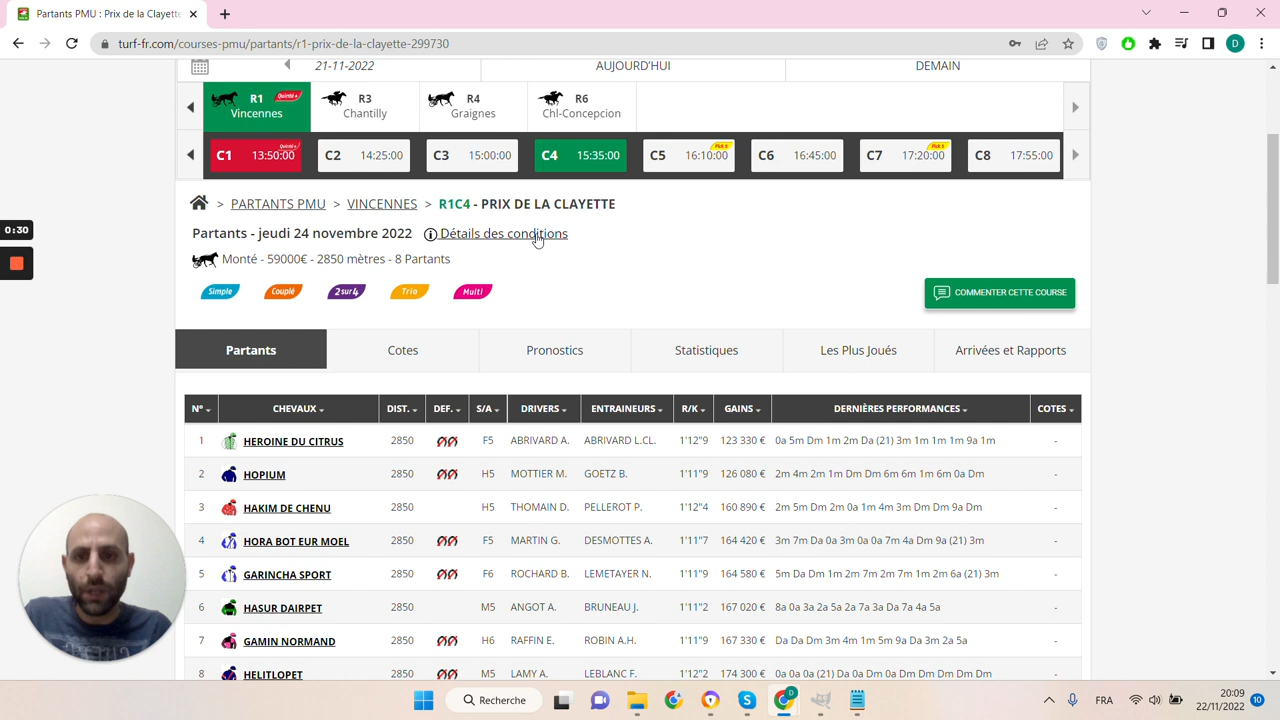 Partants PMU : Prix de la Clayette
turf-fr.com/courses-pmu/partants/r1-prix-de-la-clayette-299730
D
21-11-2022 AUJOURD'HUI DEMAIN
R1 Quinté+ R3 R4 R6
Vincennes Chantilly Graignes Chl-Concepion
Quinté+ Pick 5 Pick 5
C1 13:50:00 C2 14:25:00 C3 15:00:00 C4 15:35:00 C5 16:10:00 C6 16:45:00 C7 17:20:00 C8 17:55:00
> PARTANTS PMU > VINCENNES > R1C4 - PRIX DE LA CLAYETTE
0:30
Partants - jeudi 24 novembre 2022 Détails des conditions
Monté - 59000€ - 2850 mètres - 8 Partants
Simple Couplé 2sur4 Trio Multi
COMMENTER CETTE COURSE
Partants Cotes Pronostics Statistiques Les Plus Joués Arrivées et Rapports
N° CHEVAUX DIST. DEF. S/A DRIVERS ENTRAINEURS R/K GAINS DERNIÈRES PERFORMANCES COTES
1 HEROINE DU CITRUS 2850 F5 ABRIVARD A. ABRIVARD L.CL. 1'12"9 123 330 € 0a 5m Dm 1m 2m Da (21) 3m 1m 1m 1m 9a 1m -
2 HOPIUM 2850 H5 MOTTIER M. GOETZ B. 1'11"9 126 080 € 2m 4m 2m 1m Dm Dm 6m 6m 1m 6m 0a Dm -
3 HAKIM DE CHENU 2850 H5 THOMAIN D. PELLEROT P. 1'12"4 160 890 € 2m 5m Dm 2m 0a 1m 4m 3m Dm Dm 9a Dm -
4 HORA BOT EUR MOEL 2850 F5 MARTIN G. DESMOTTES A. 1'11"7 164 420 € 3m 7m Da 0a 3m 0a 0a 7m 4a Dm 9a (21) 3m -
5 GARINCHA SPORT 2850 F6 ROCHARD B. LEMETAYER N. 1'11"9 164 580 € 5m Da Dm 1m 2m 7m 2m 7m 1m 2m 6a (21) 3m -
6 HASUR DAIRPET 2850 M5 ANGOT A. BRUNEAU J. 1'11"2 167 020 € 8a 0a 3a 2a 5a 2a 7a 3a Da 7a 4a 5a -
7 GAMIN NORMAND 2850 H6 RAFFIN E. ROBIN A.H. 1'11"9 167 330 € Da Da Dm 3m 4m 1m 5m 9a Da 3m 2a 5a -
8 HELITLOPET 2850 M5 LAMY A. LEBLANC F. 1'12"2 174 300 € 0a 0a 0a (21) Da 0a Dm 0a Dm Dm Dm Dm Dm -
Recherche FRA 20:09
22/11/2022 10